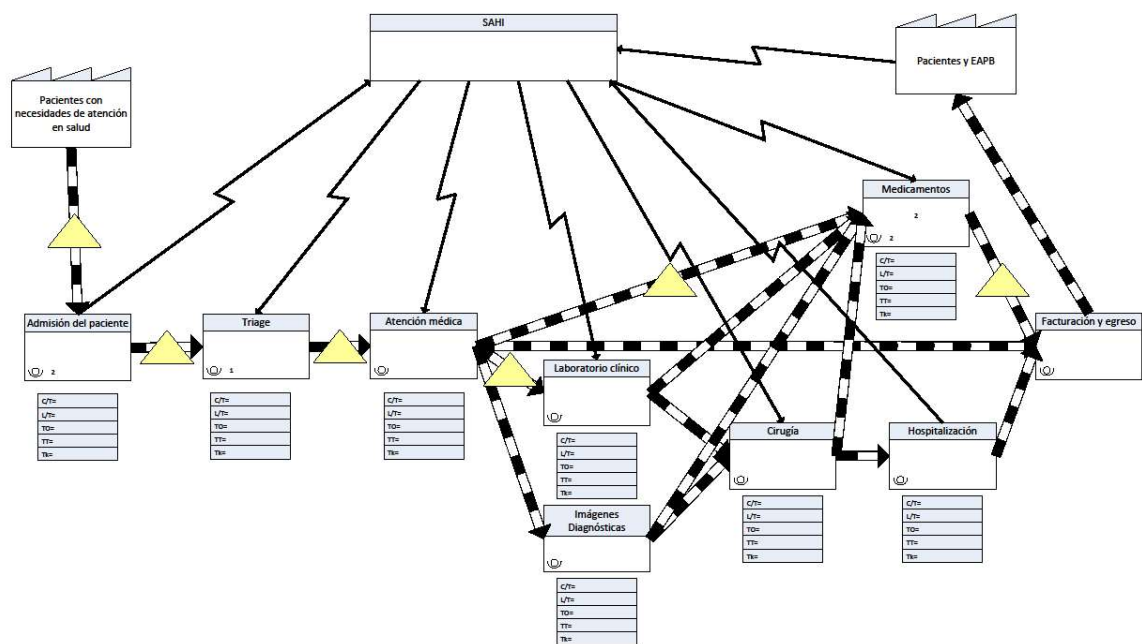 SAHI
Pacientes y EAPB
Pacientes con
necesidades de atención
en salud
Medicamentos
2
2
C/T=
L/T=
TO=
TT=
Tk=
Admisión del paciente
2
C/T=
L/T=
TO=
TT=
Tk=
Triage
1
C/T=
L/T=
TO=
TT=
Tk=
Atención médica
C/T=
L/T=
TO=
TT=
Tk=
Facturación y egreso
Laboratorio clínico
C/T=
L/T=
TO=
TT=
Tk=
Cirugía
C/T=
L/T=
TO=
TT=
Tk=
Hospitalización
C/T=
L/T=
TO=
TT=
Tk=
Imágenes
Diagnósticas
C/T=
L/T=
TO=
TT=
Tk=